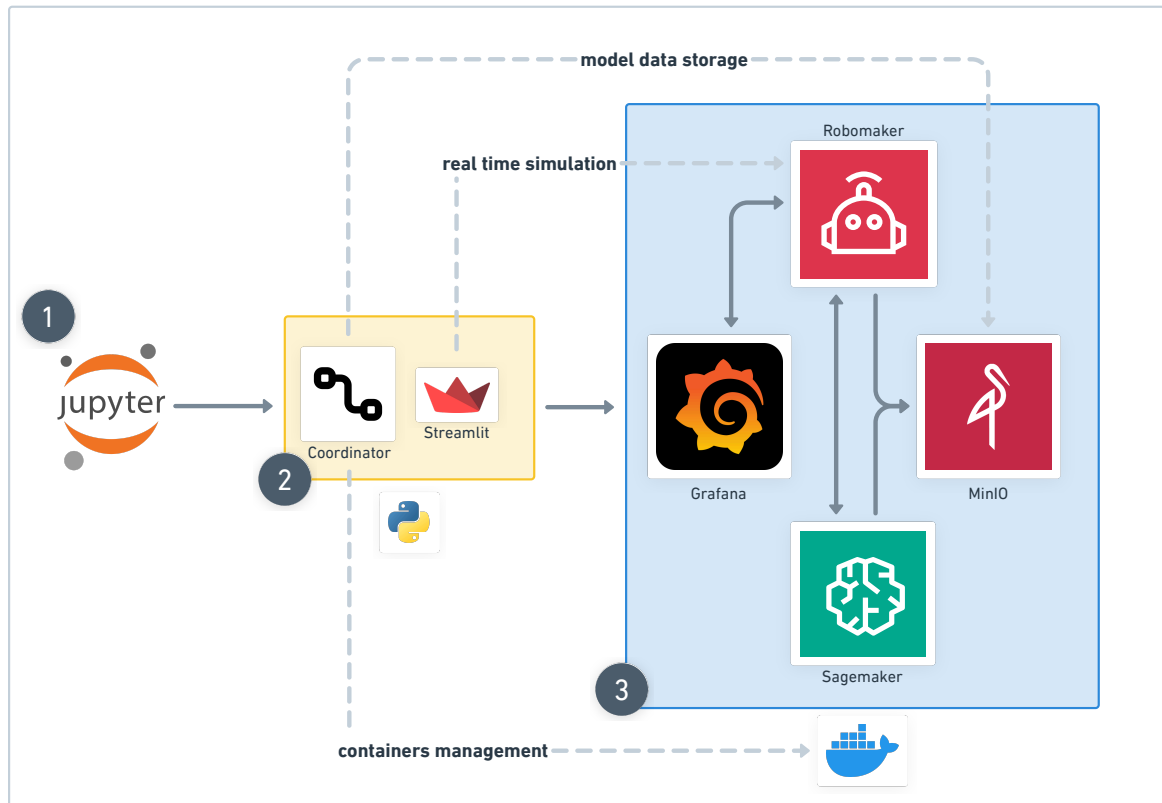 model data storage
Robomaker
real time simulation
1
jupyter
Coordinator
Streamlit
2
Grafana
MinIO
Sagemaker
3
containers management